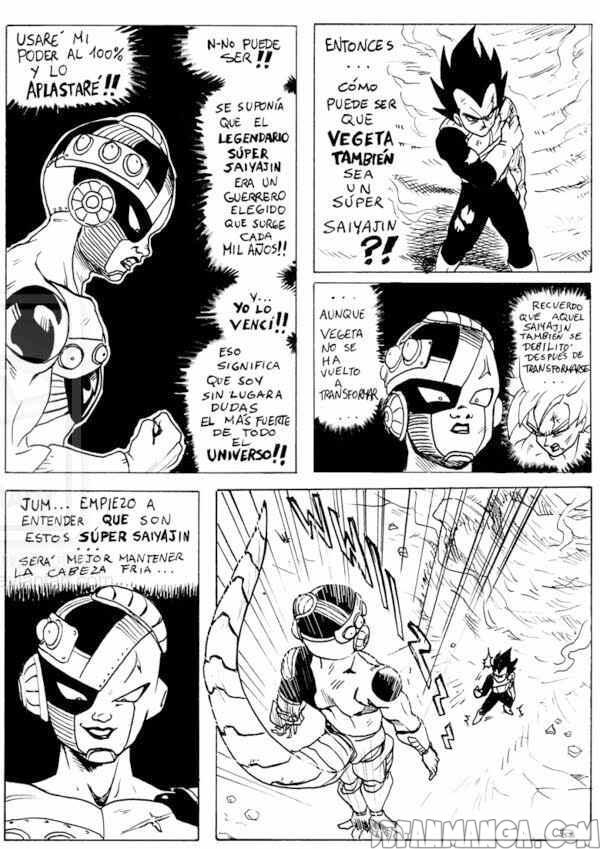 USARÉ MI
PODER AL 100%
Y LO
APLASTARÉ!!
N-NO PUEDE
SER!!
SE SUPONÍA
QUE EL
LEGENDARIO
SÚPER
SAIYAJIN
ERA UN
GUERRERO
ELEGIDO
QUE SURGE
CADA
MIL AÑOS!!
Y...
YO LO
VENCÍ!!
ESO
SIGNIFICA
QUE SOY
SIN LUGARA
DUDAS
EL MÁS FUERTE
DE TODO
EL
UNIVERSO!!
ENTONCES
...
CÓMO
PUEDE SER
QUE
VEGETA
TAMBIÉN
SEA
UN
SÚPER
SAIYAJIN
?!
...
AUNQUE
VEGETA
NO SE
HA
VUELTO
A
TRANSFORMAR
RECUERDO
QUE AQUEL
SAIYAJIN
TAMBIÉN SE
DEBILITÓ
DESPUÉS DE
TRANSFORMARSE
JUM... EMPIEZO A
ENTENDER QUE SON
ESTOS SÚPER SAIYAJIN
...
SERÁ MEJOR MANTENER
LA CABEZA FRIA...